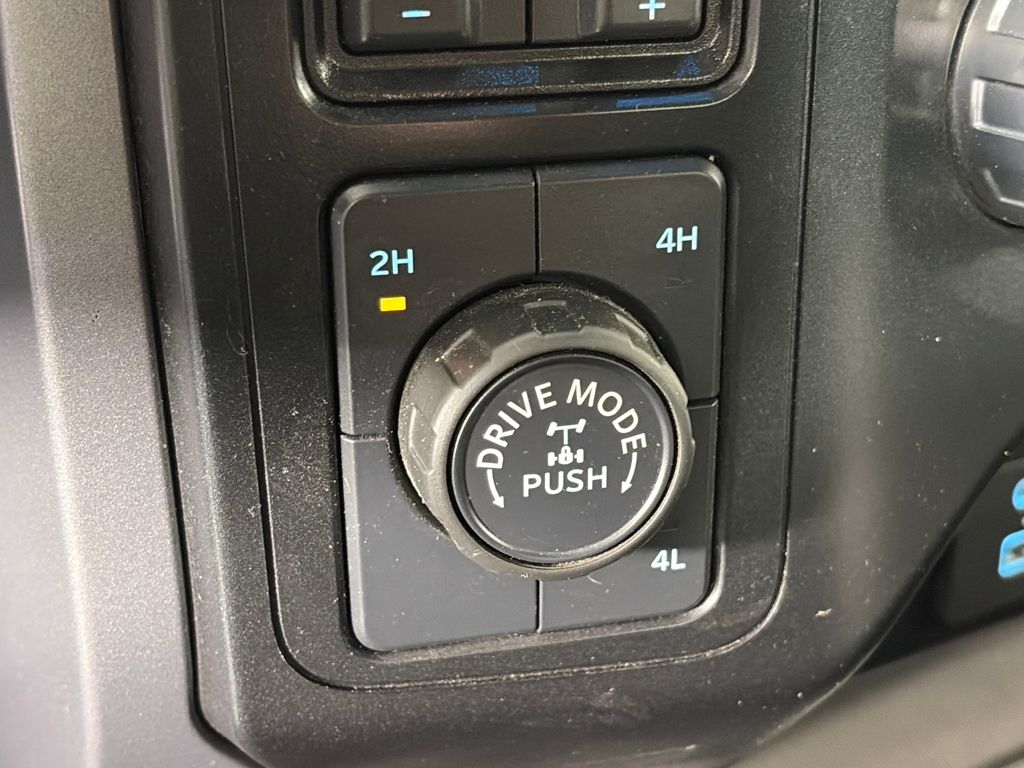 −
+
2H
4H
DRIVE MODE
PUSH
4L